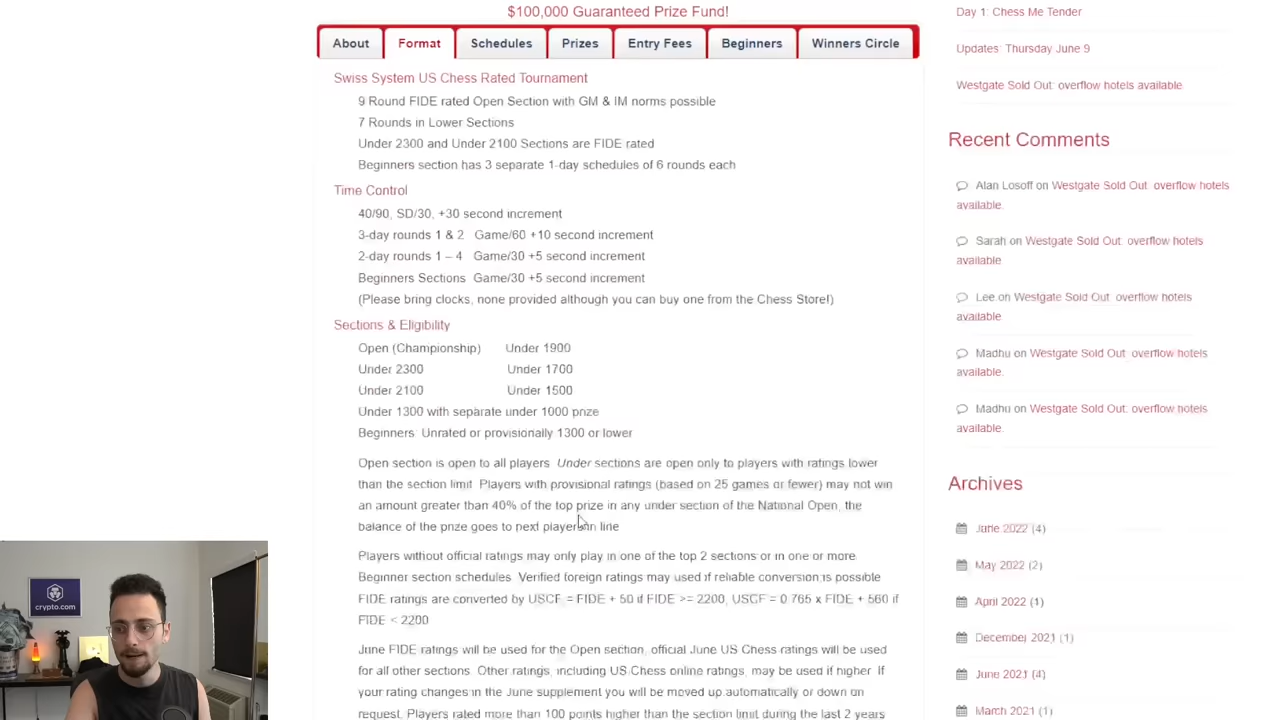 $100,000 Guaranteed Prize Fund!
About
Format
Schedules
Prizes
Entry Fees
Beginners
Winners Circle
Swiss System US Chess Rated Tournament
9 Round FIDE rated Open Section with GM & IM norms possible
7 Rounds in Lower Sections
Under 2300 and Under 2100 Sections are FIDE rated
Beginners section has 3 separate 1-day schedules of 6 rounds each
Time Control
40/90, SD/30, +30 second increment
3-day rounds 1 & 2 Game/60 +10 second increment
2-day rounds 1 – 4 Game/30 +5 second increment
Beginners Sections Game/30 +5 second increment
(Please bring clocks, none provided although you can buy one from the Chess Store!)
Sections & Eligibility
Open (Championship) Under 1900
Under 2300 Under 1700
Under 2100 Under 1500
Under 1300 with separate under 1000 prize
Beginners: Unrated or provisionally 1300 or lower
Open section is open to all players. Under sections are open only to players with ratings lower
than the section limit. Players with provisional ratings (based on 25 games or fewer) may not win
an amount greater than 40% of the top prize in any under section of the National Open, the
balance of the prize goes to next player in line
Players without official ratings may only play in one of the top 2 sections or in one or more
Beginner section schedules. Verified foreign ratings may used if reliable conversion is possible
FIDE ratings are converted by USCF = FIDE + 50 if FIDE >= 2200, USCF = 0.765 x FIDE + 560 if
FIDE < 2200
June FIDE ratings will be used for the Open section, official June US Chess ratings will be used
for all other sections. Other ratings, including US Chess online ratings, may be used if higher. If
your rating changes in the June supplement you will be moved up automatically or down on
request. Players rated more than 100 points higher than the section limit during the last 2 years
Day 1: Chess Me Tender
Updates: Thursday June 9
Westgate Sold Out: overflow hotels available.
Recent Comments
Alan Losoff on Westgate Sold Out: overflow hotels
available.
Sarah on Westgate Sold Out: overflow hotels
available.
Lee on Westgate Sold Out: overflow hotels
available.
Madhu on Westgate Sold Out: overflow hotels
available.
Madhu on Westgate Sold Out: overflow hotels
available.
Archives
June 2022 (4)
May 2022 (2)
April 2022 (1)
December 2021 (1)
June 2021 (4)
March 2021 (1)
crypto.com